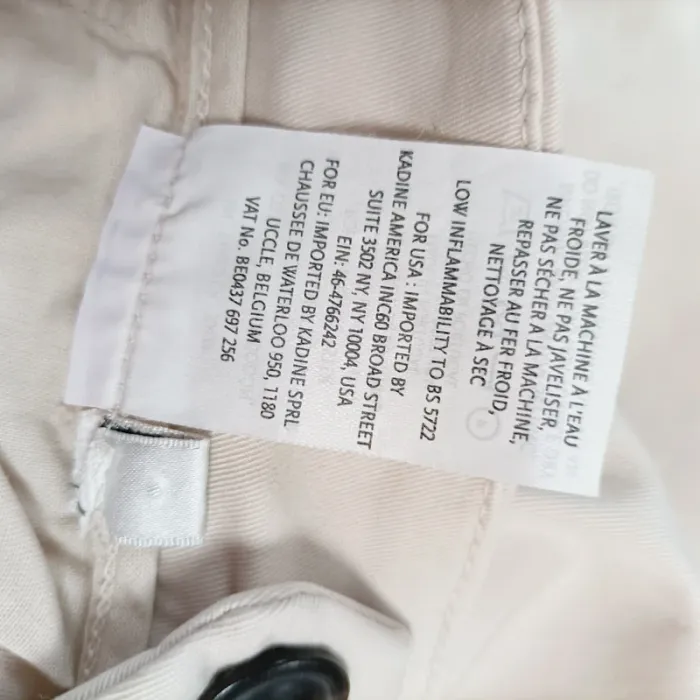 LAVER À LA MACHINE À L'EAU
FROIDE, NE PAS JAVELISER,
NE PAS SÉCHER À LA MACHINE,
REPASSER AU FER FROID,
NETTOYAGE À SEC
LOW INFLAMMABILITY TO BS 5722
FOR USA : IMPORTED BY
KADINE AMERICA INC60 BROAD STREET
SUITE 3502 NY, NY 10004, USA
EIN: 46-4766242
FOR EU: IMPORTED BY KADINE SPRL
CHAUSSEE DE WATERLOO 950, 1180
UCCLE, BELGIUM
VAT No. BE0437 697 256